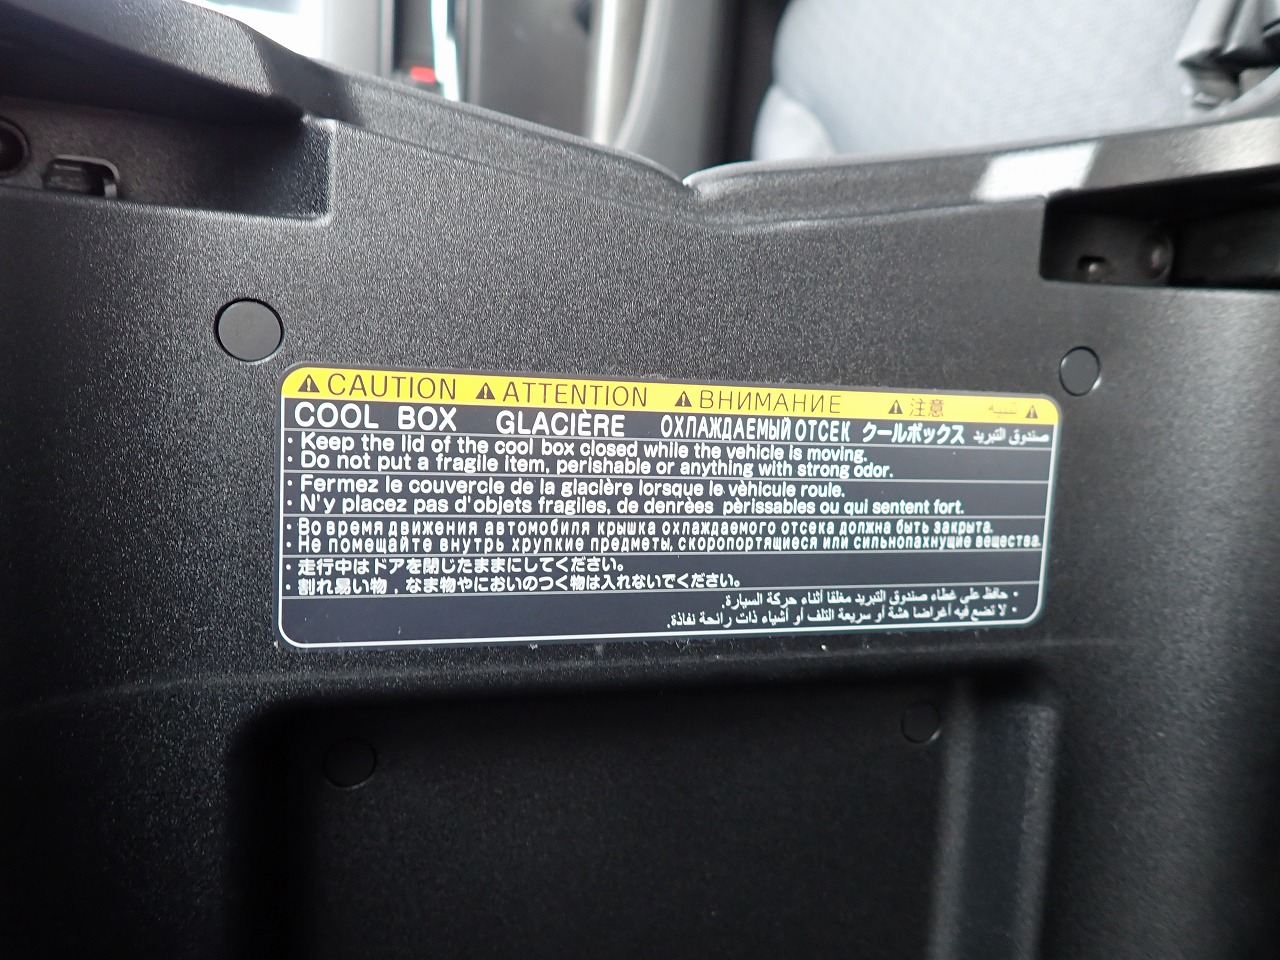 ⚠CAUTION ⚠ATTENTION ⚠ВНИМАНИЕ ⚠注意 ⚠تنبيه
COOL BOX GLACIÈRE ОХЛАЖДАЕМЫЙ ОТСЕК クールボックス صندوق التبريد
・Keep the lid of the cool box closed while the vehicle is moving.
・Do not put a fragile item, perishable or anything with strong odor.
・Fermez le couvercle de la glacière lorsque le vèhicule roule.
・N'y placez pas d'objets fragiles, de denrèes pèrissables ou qui sentent fort.
・Во время движения автомобиля крышка охлаждаемого отсека должна быть закрыта.
・Не помещайте внутрь хрупкие предметы, скоропортящиеся или сильнопахнущие вещества.
・走行中はドアを閉じたままにしてください。
・割れ易い物，なま物やにおいのつく物は入れないでください。
・حافظ على غطاء صندوق التبريد مغلقا أثناء حركة السيارة.
・لا تضع فيه أغراضا هشة أو سريعة التلف أو أشياء ذات رائحة نفاذة.